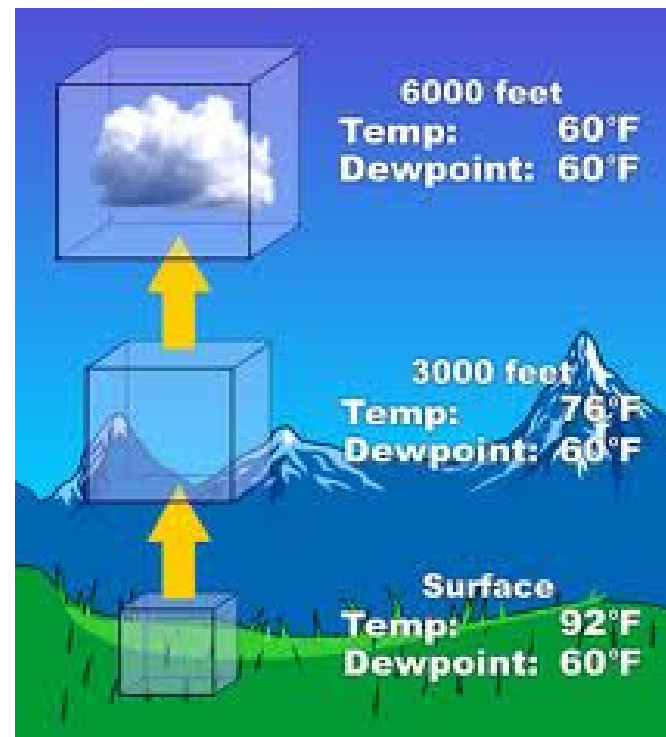 6000 feet
Temp: 60°F
Dewpoint: 60°F
3000 feet
Temp: 76°F
Dewpoint: 60°F
Surface
Temp: 92°F
Dewpoint: 60°F